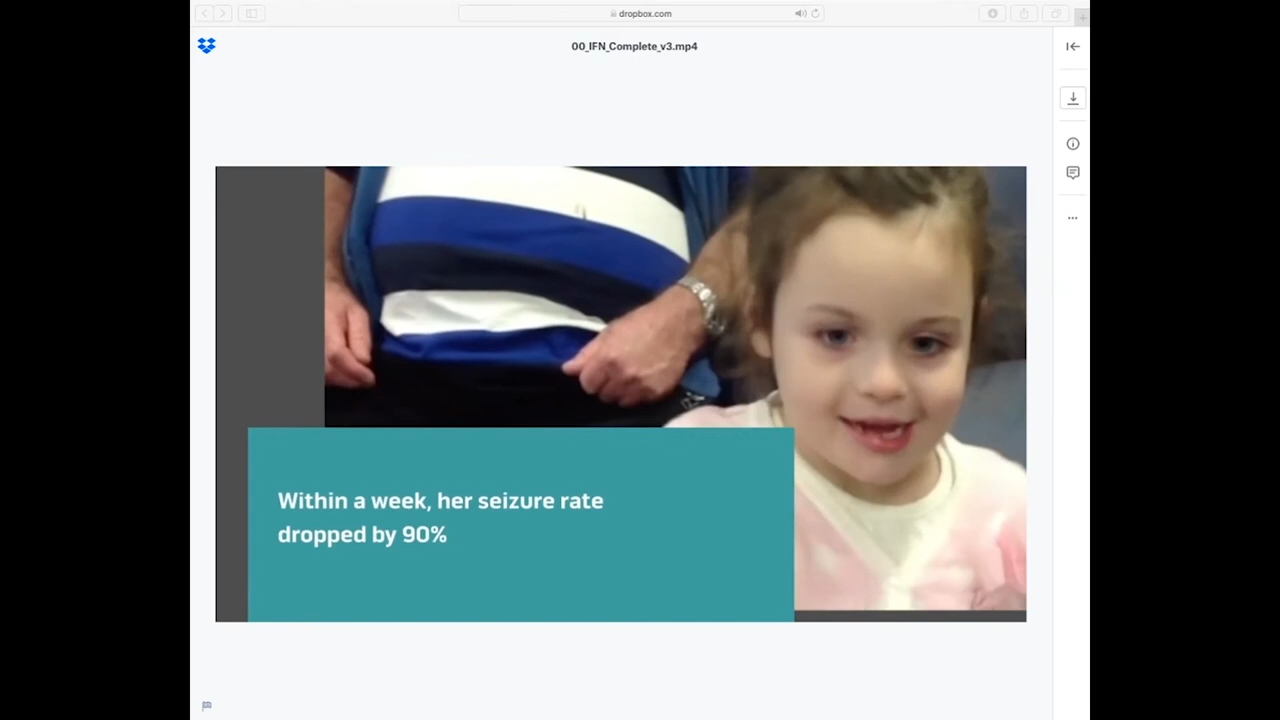 dropbox.com
00_IFN_Complete_v3.mp4
Within a week, her seizure rate
dropped by 90%